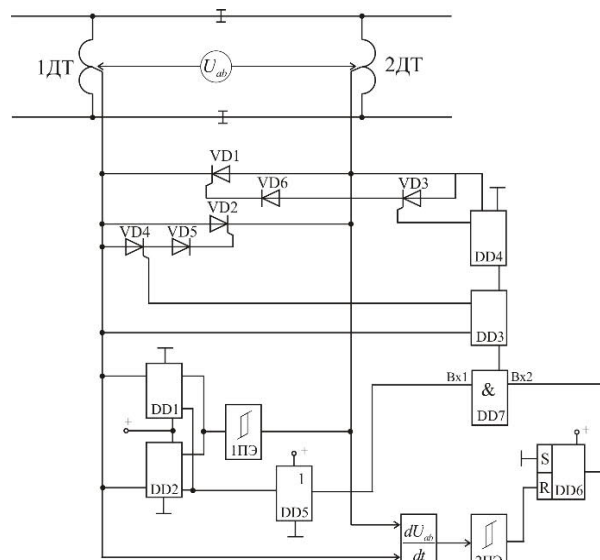 1ДТ
U_ab
2ДТ
VD1
VD6
VD3
VD2
VD4
VD5
DD4
DD3
Вх1
Вх2
&
DD7
DD1
+
1ПЭ
+
1
DD5
DD2
+
S
R
DD6
dU_ab
dt
2ПЭ